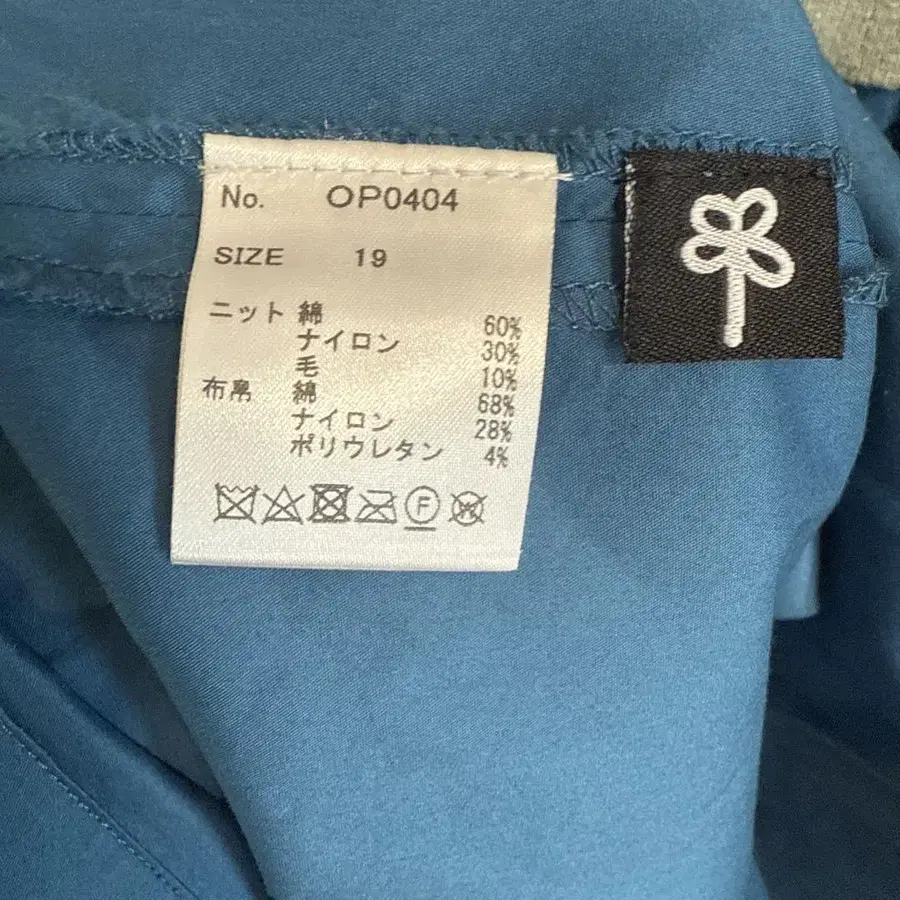 No. OP0404
SIZE 19
ニット 綿 60%
ナイロン 30%
毛 10%
布帛 綿 68%
ナイロン 28%
ポリウレタン 4%
F W